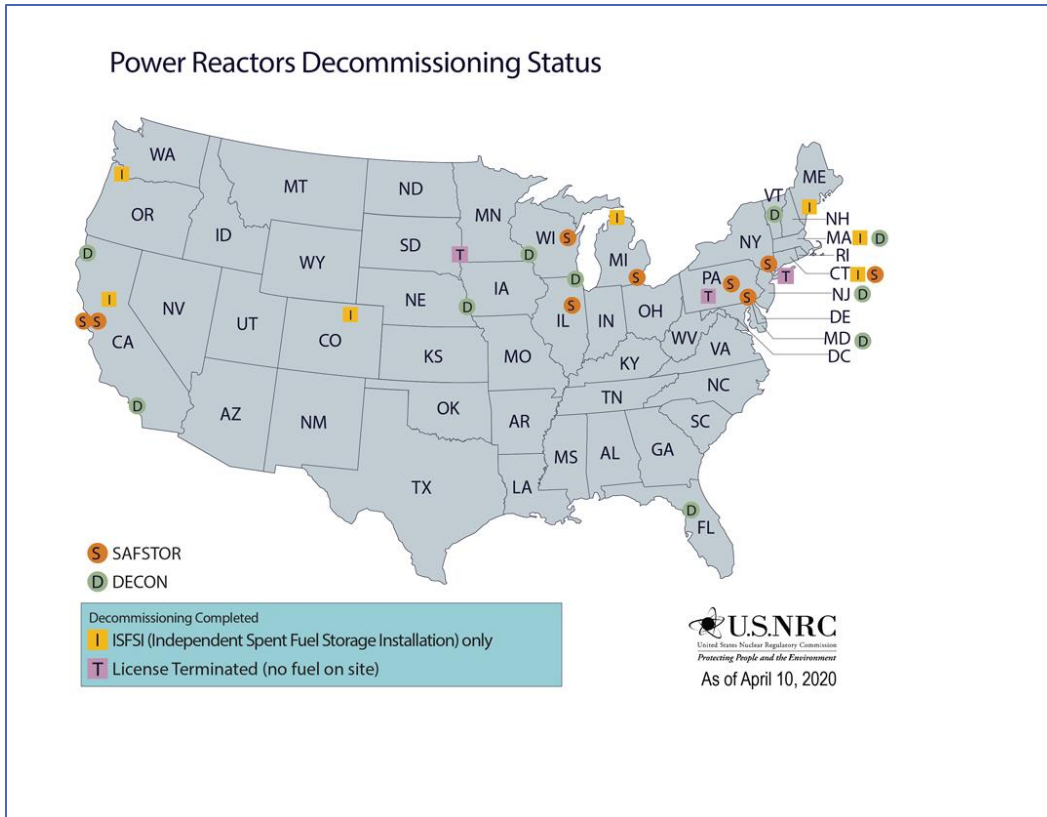 Power Reactors Decommissioning Status
WA
I
MT
ND
MN
OR
ID
SD
WY
T
D
WI
S
I
MI
S
VT
D
ME
I
NH
NY
MA I D
RI
S
CT I S
T
PA
S
T
S
NJ D
DE
MD D
DC
D
I
S S
CA
NV
UT
I
CO
NE
D
IA
D
S
IL
IN
OH
WV
VA
KS
MO
KY
D
AZ
NM
OK
AR
TN
NC
SC
MS
AL
GA
TX
LA
D
FL
S SAFSTOR
D DECON
Decommissioning Completed
I ISFSI (Independent Spent Fuel Storage Installation) only
T License Terminated (no fuel on site)
U.S.NRC
United States Nuclear Regulatory Commission
Protecting People and the Environment
As of April 10, 2020